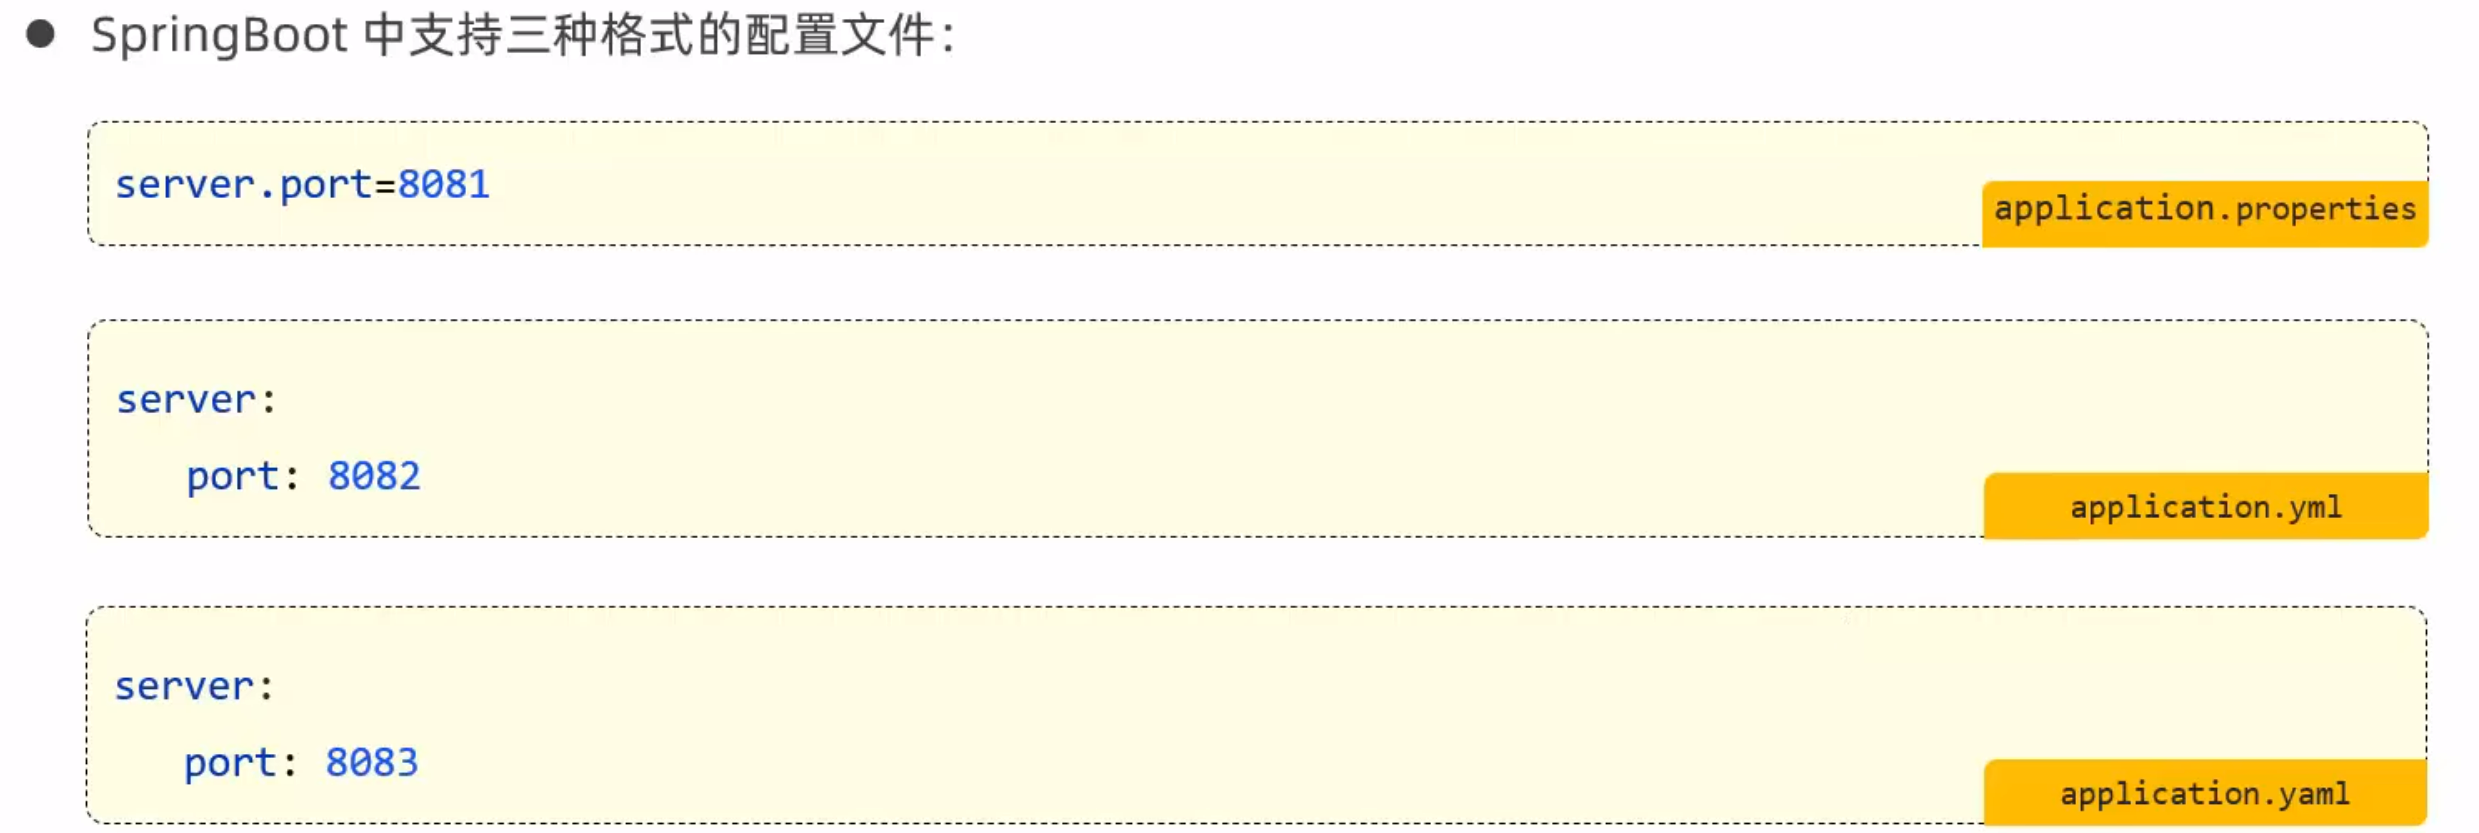 ● SpringBoot 中支持三种格式的配置文件：
server.port=8081
application.properties
server:
port: 8082
application.yml
server:
port: 8083
application.yaml